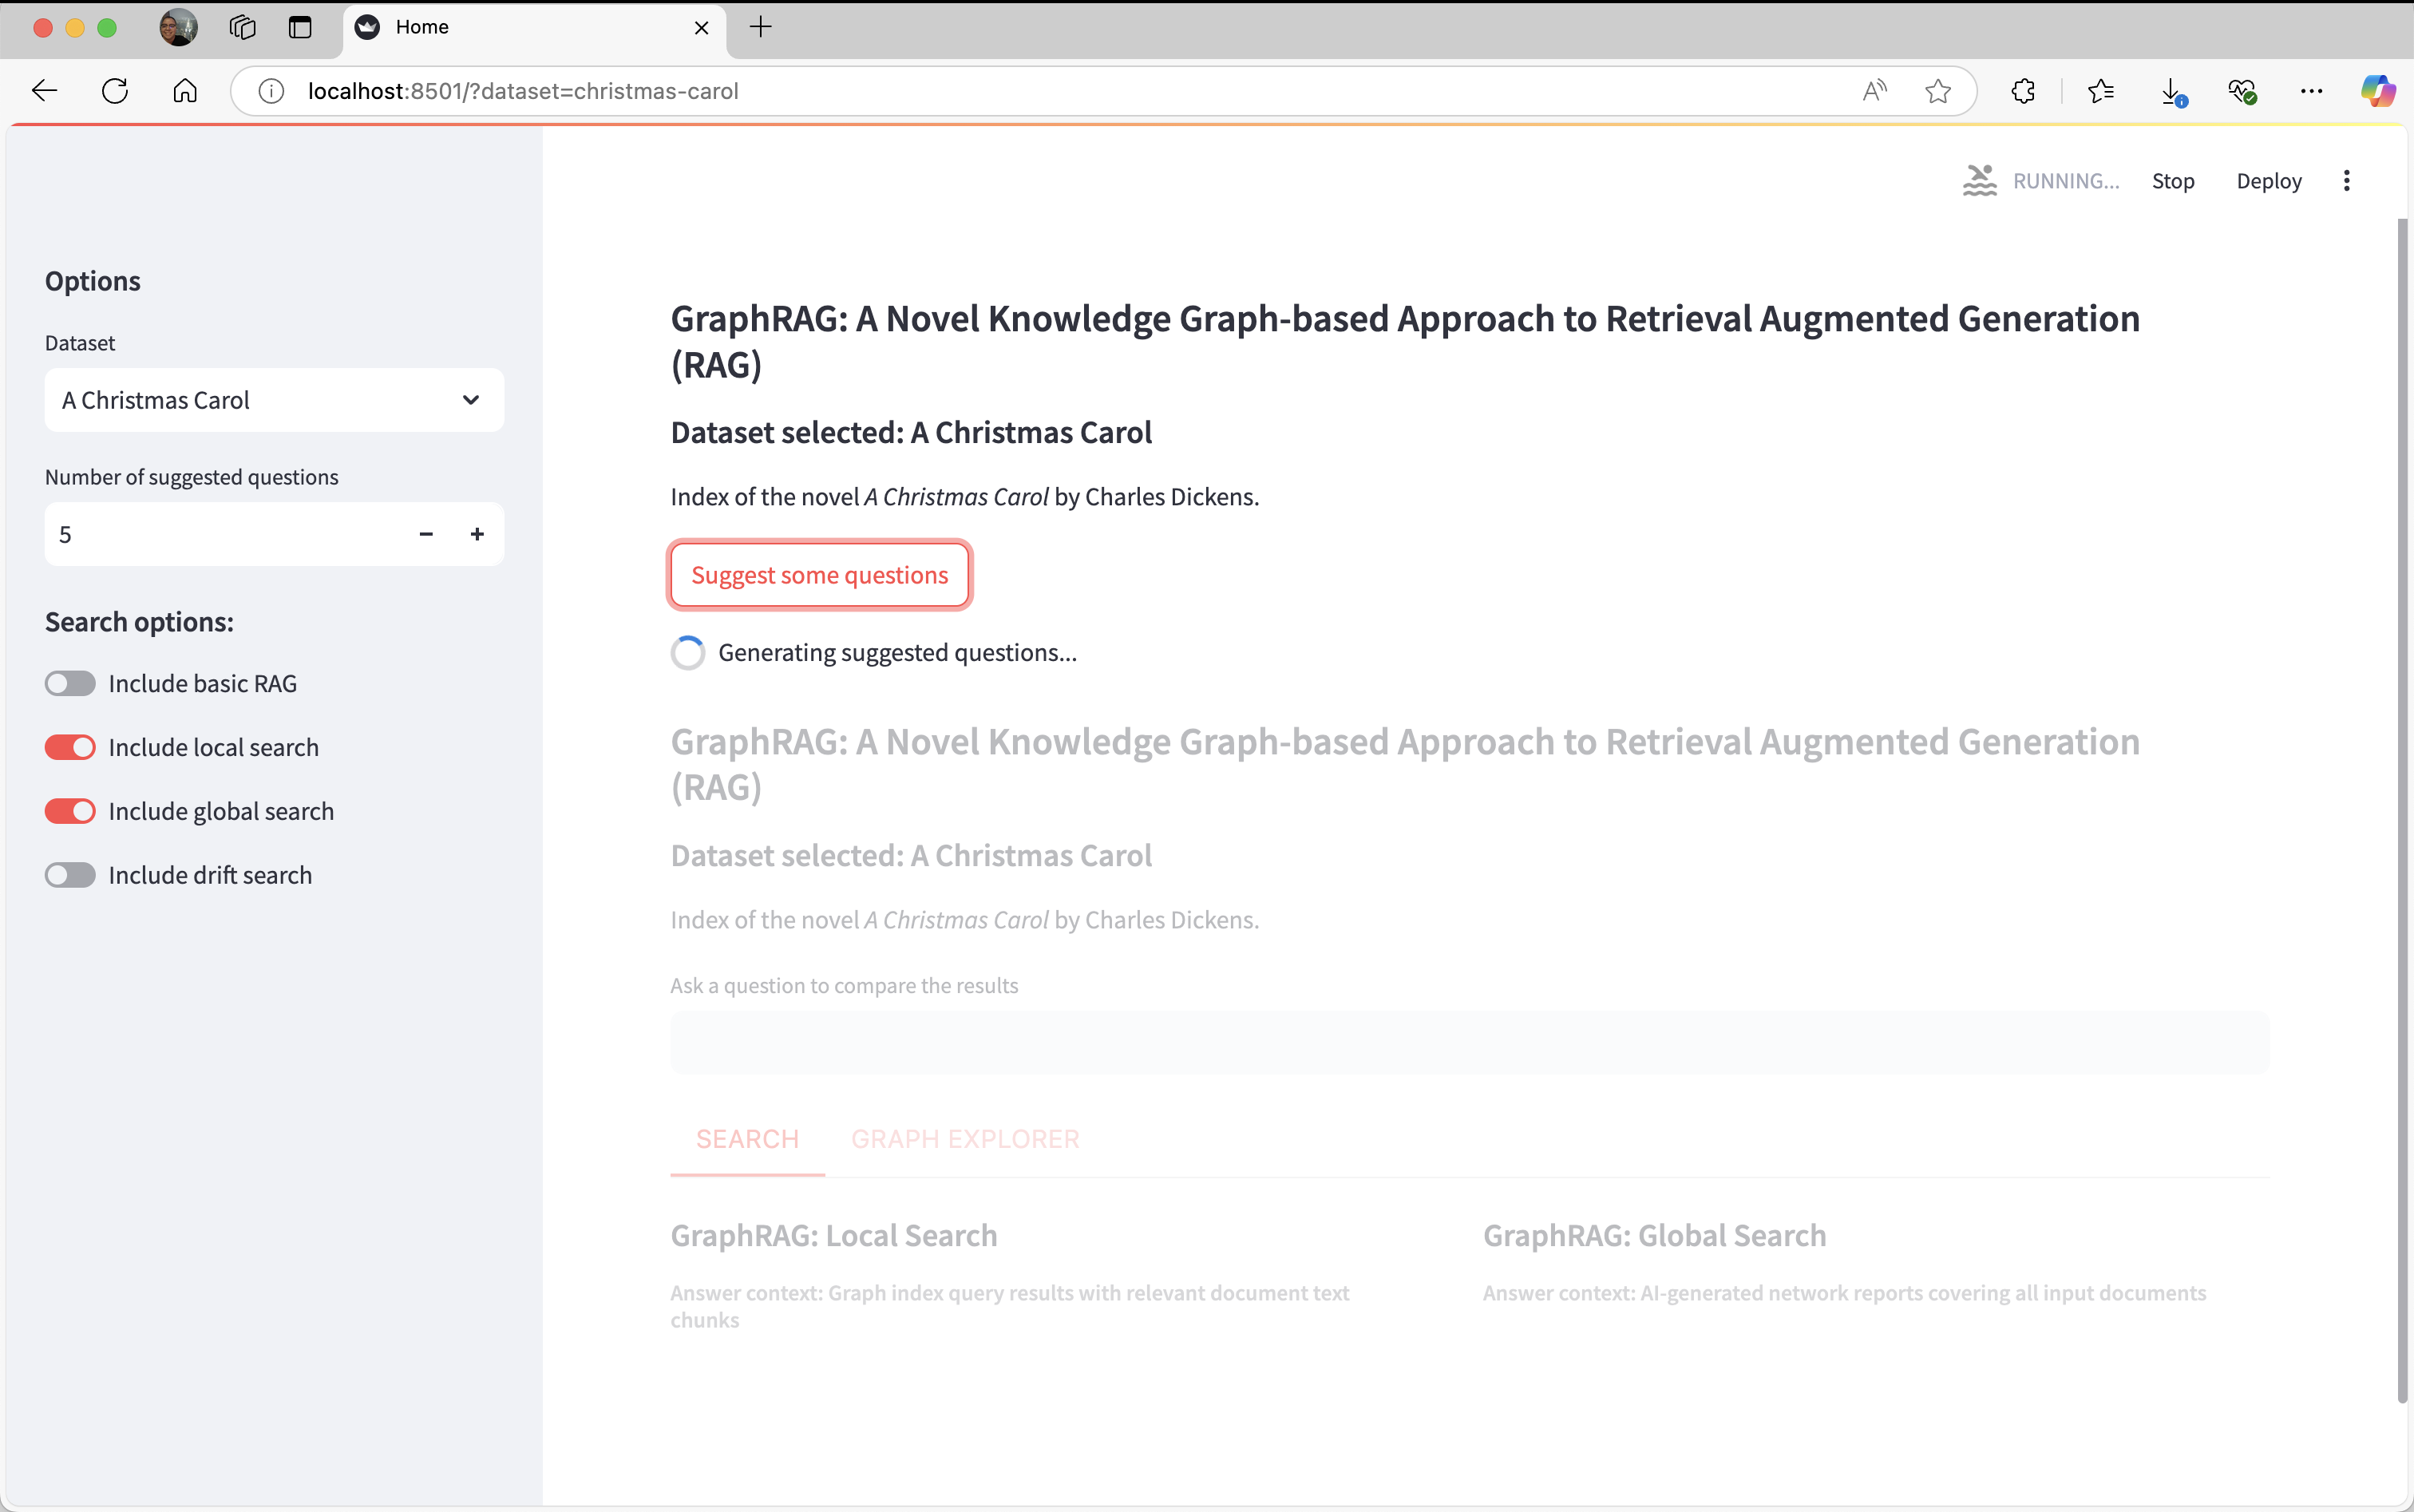 Home
localhost:8501/?dataset=christmas-carol
RUNNING...
Stop
Deploy
Options
Dataset
A Christmas Carol
Number of suggested questions
5
Search options:
Include basic RAG
Include local search
Include global search
Include drift search
GraphRAG: A Novel Knowledge Graph-based Approach to Retrieval Augmented Generation
(RAG)
Dataset selected: A Christmas Carol
Index of the novel A Christmas Carol by Charles Dickens.
Suggest some questions
Generating suggested questions...
GraphRAG: A Novel Knowledge Graph-based Approach to Retrieval Augmented Generation
(RAG)
Dataset selected: A Christmas Carol
Index of the novel A Christmas Carol by Charles Dickens.
Ask a question to compare the results
SEARCH
GRAPH EXPLORER
GraphRAG: Local Search
Answer context: Graph index query results with relevant document text
chunks
GraphRAG: Global Search
Answer context: AI-generated network reports covering all input documents